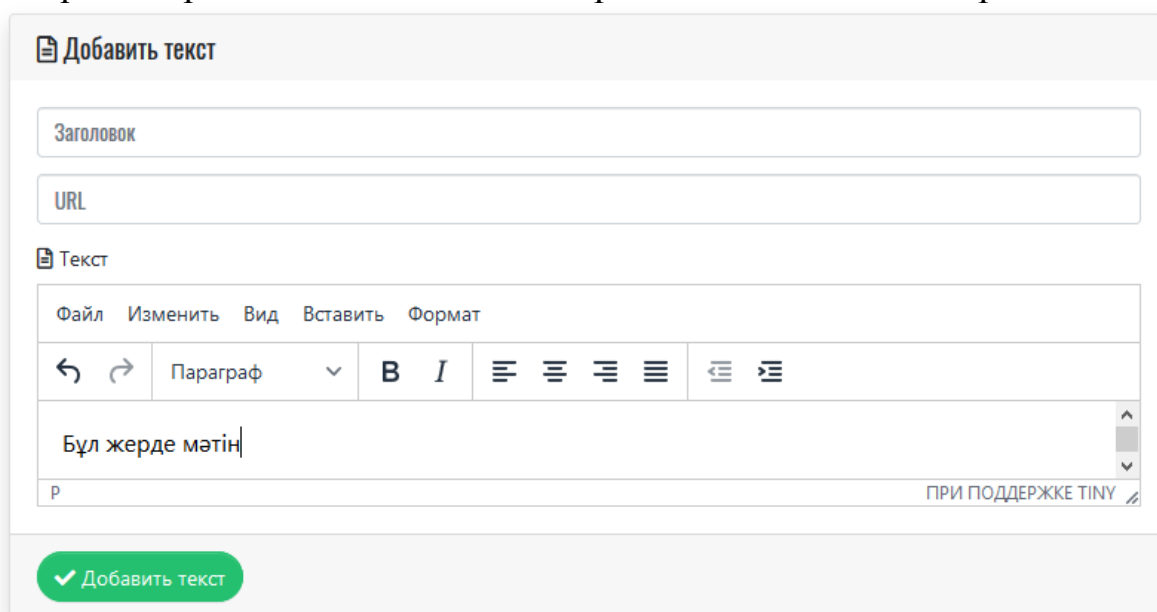 Добавить текст
Заголовок
URL
Текст
Файл Изменить Вид Вставить Формат
Параграф B I
Бұл жерде мәтін
P ПРИ ПОДДЕРЖКЕ TINY
Добавить текст